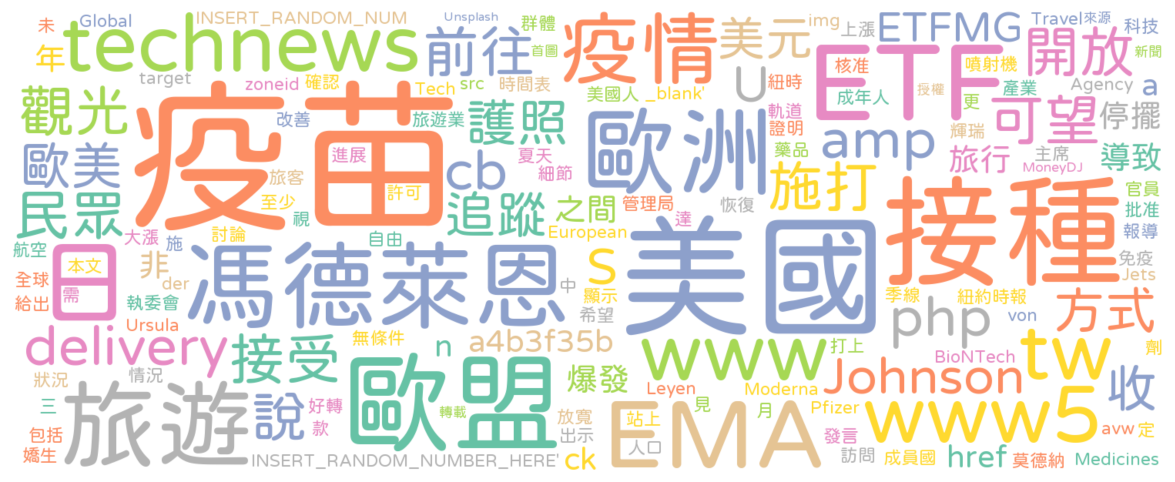 未
Global
INSERT_RANDOM_NUM
Unsplash
群體
img
上漲
ETFMG
Travel
來源
科技
年
technews
前往
首圖
疫情
美元
ETF
開放
新聞
target
zoneid
確認
Tech
src
時間表
美國人
_blank'
U
紐時
核准
噴射機
成年人
授權
產業
Agency
a
觀光
疫苗
改善
旅遊業
護照
歐洲
軌道
證明
更
可望
停擺
歐美
進展
旅客
cb
夏天
細節
藥品
amp
輝瑞
旅行
主席
MoneyDJ
導致
民眾
至少
許可
視
追蹤
之間
管理局
達
恢復
施打
接種
官員
批准
報導
航空
大漲
施
討論
自由
European
美國
日
本文
需
非
der
馮德萊恩
中
S
顯示
希望
免疫
Jets
全球
給出
執委會
Ursula
無條件
季線
紐約時報
php
von
方式
delivery
接受
n
a4b3f35b
www
打上
BioNTech
tw
劑
狀況
情況
三
旅遊
說
好轉
款
歐盟
轉載
爆發
放寬
出示
Leyen
站上
人口
見
Moderna
月
Johnson
Pfizer
www5
收
包括
嬌生
INSERT_RANDOM_NUMBER_HERE'
ck
EMA
發言
訪問
成員國
href
avw
定
莫德納
Medicines